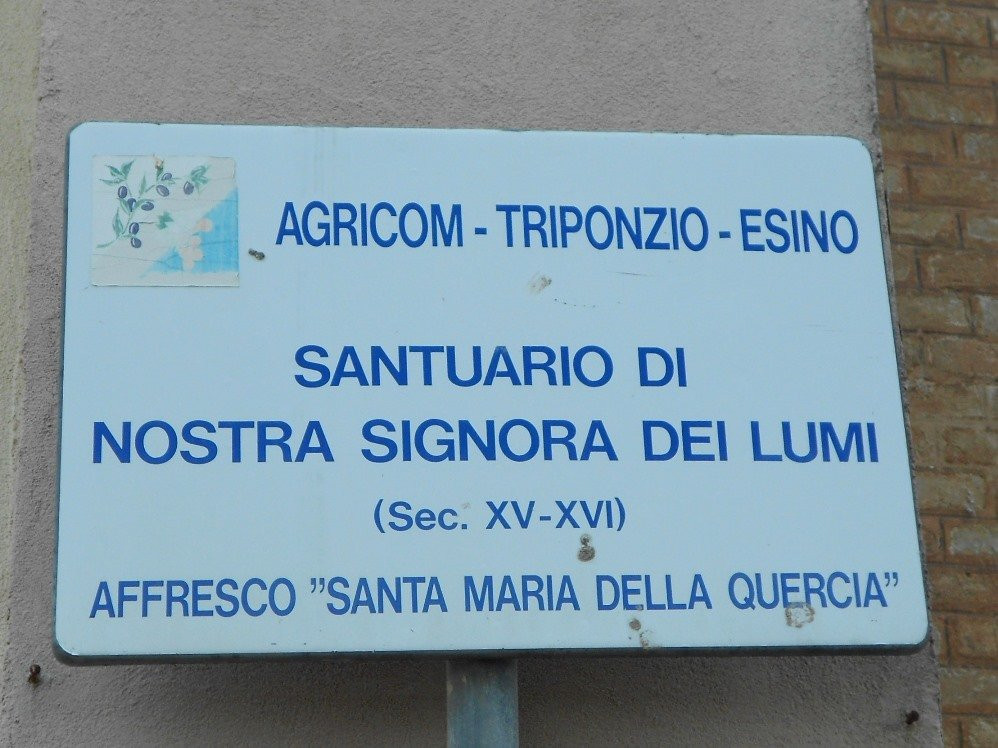 AGRICOM - TRIPONZIO - ESINO
SANTUARIO DI
NOSTRA SIGNORA DEI LUMI
(Sec. XV-XVI)
AFFRESCO ”SANTA MARIA DELLA QUERCIA”